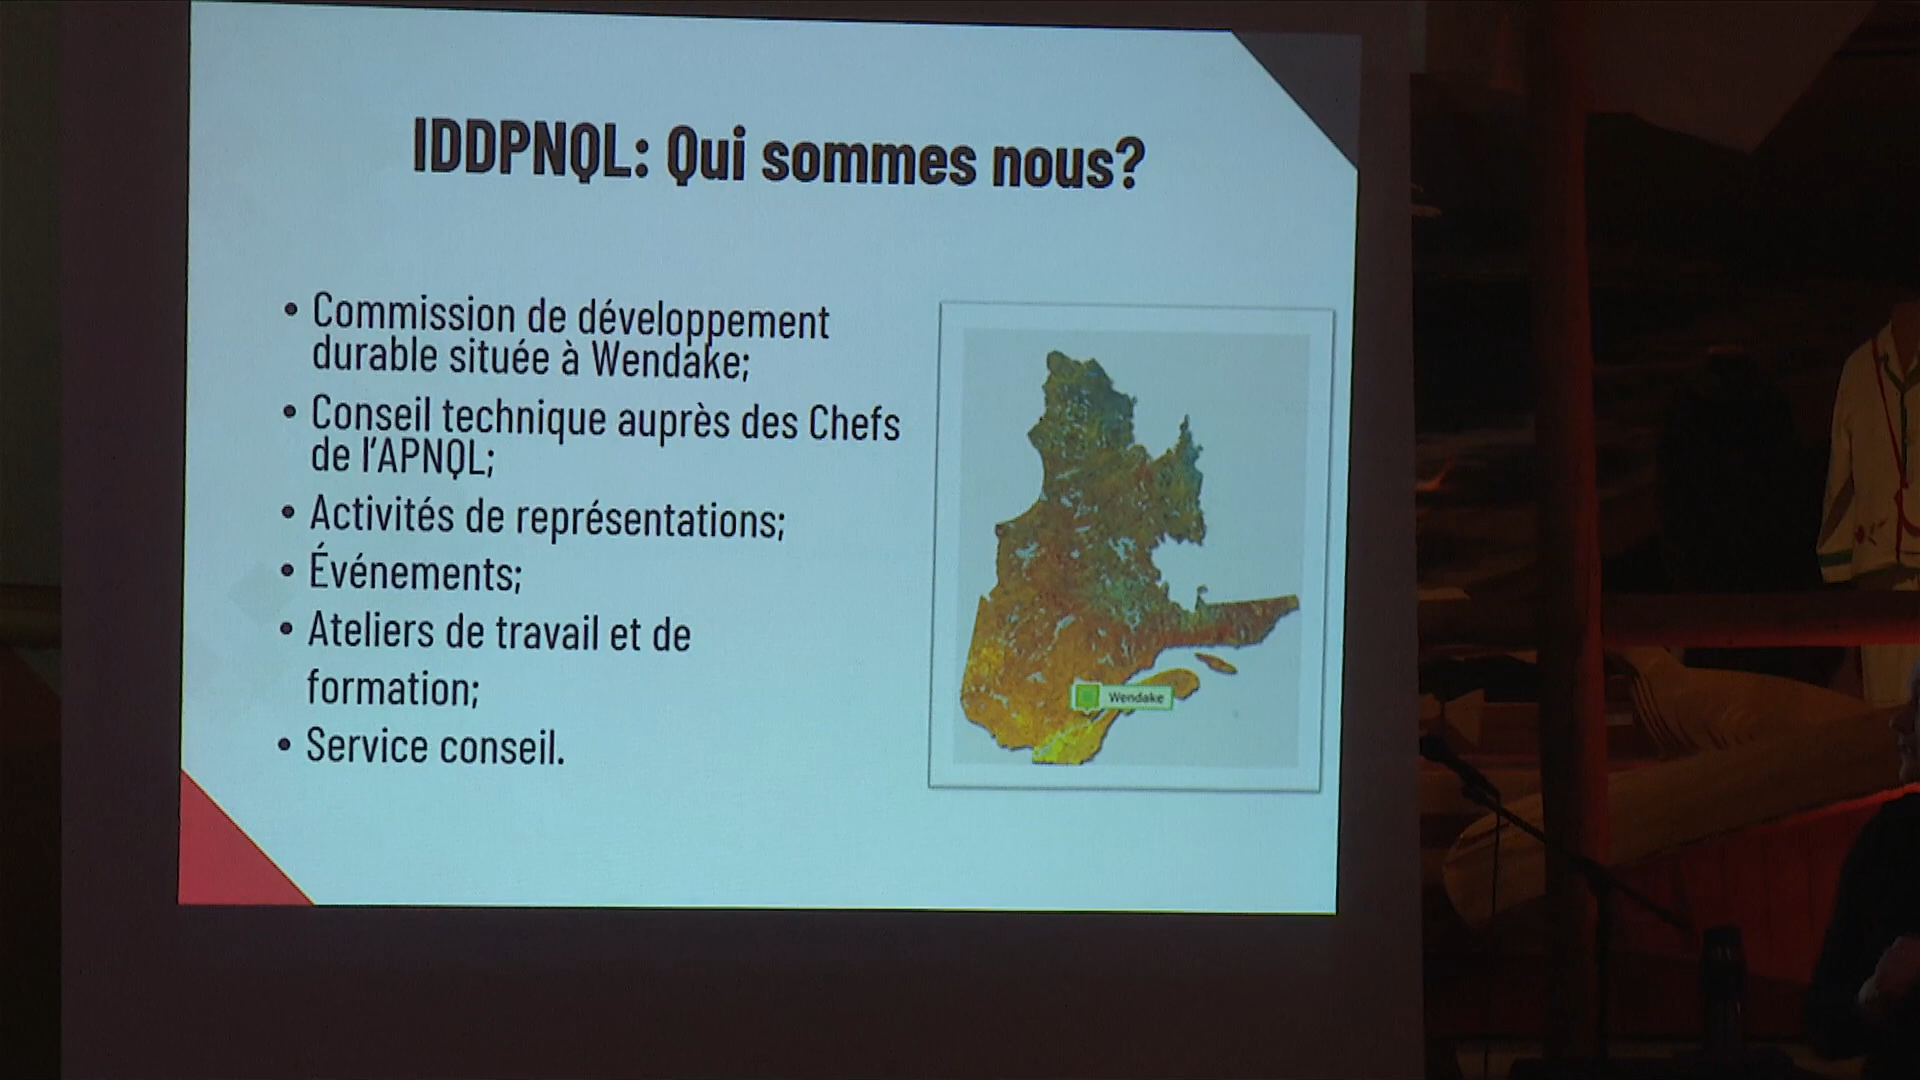 IDDPNQL: Qui sommes nous?
• Commission de développement
durable située à Wendake;
• Conseil technique auprès des Chefs
de l'APNQL;
• Activités de représentations;
• Événements;
• Ateliers de travail et de
formation;
• Service conseil.
Wendake